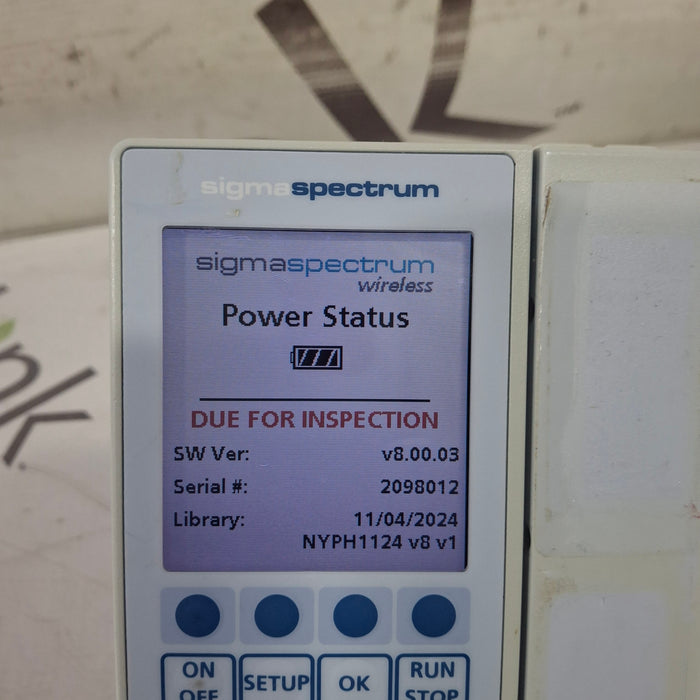 sigmaspectrum
sigmaspectrum
wireless
Power Status
DUE FOR INSPECTION
SW Ver: v8.00.03
Serial #: 2098012
Library: 11/04/2024
NYPH1124 v8 v1
ON OFF
SETUP
OK
RUN STOP